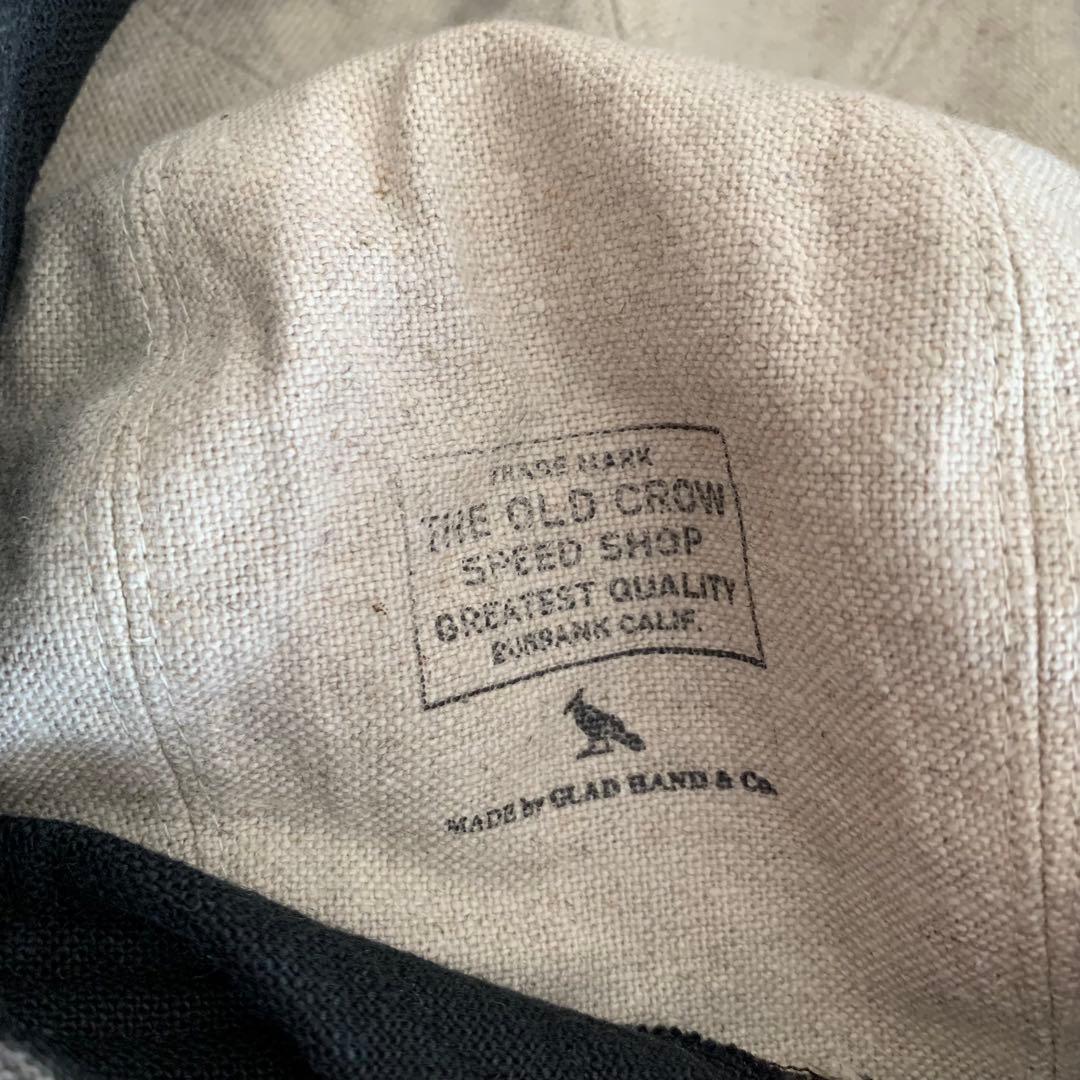 TRADE MARK
THE OLD CROW
SPEED SHOP
GREATEST QUALITY
BURBANK CALIF.
MADE by GLAD HAND & Co.